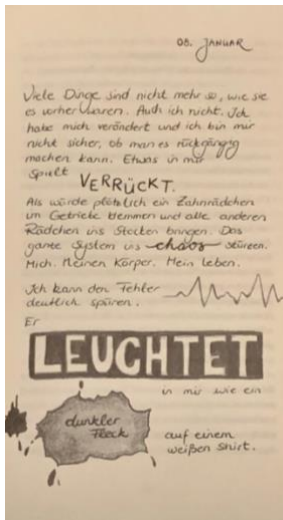 08. JANUAR
Viele Dinge sind nicht mehr so, wie sie
es vorher waren. Auch ich nicht. Ich
habe mich verändert und ich bin mir
nicht sicher, ob man es rückgängig
machen kann. Etwas in mir
spielt VERRÜCKT.
Als würde plötzlich ein Zahnrädchen
im Getriebe klemmen und alle anderen
Rädchen ins Stocken bringen. Das
ganze System ins chaos stürzen.
Mich. Meinen Körper. Mein Leben.
Ich kann den Fehler
deutlich spüren.
Er
LEUCHTET
in mir wie ein
dunkler
Fleck
auf einem
weißen Shirt.